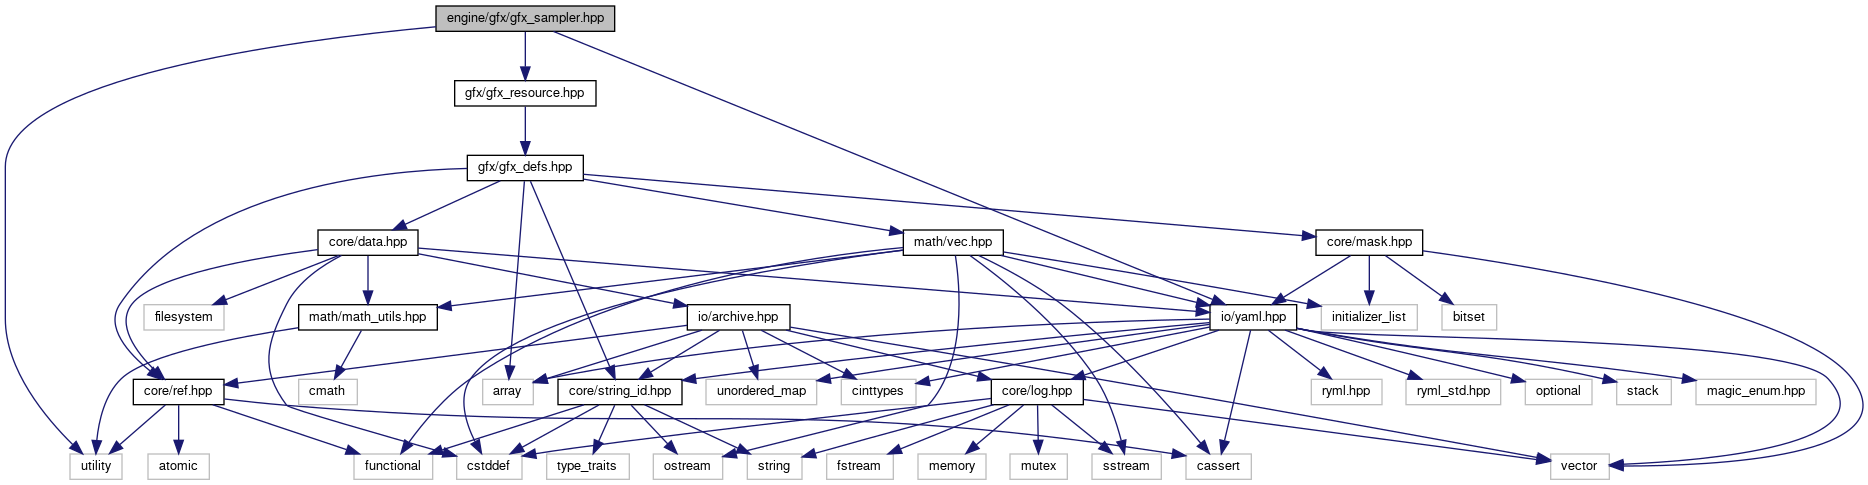 engine/gfx/gfx_sampler.hpp
gfx/gfx_resource.hpp
gfx/gfx_defs.hpp
core/data.hpp
math/vec.hpp
core/mask.hpp
filesystem
math/math_utils.hpp
io/archive.hpp
io/yaml.hpp
initializer_list
bitset
core/ref.hpp
cmath
array
core/string_id.hpp
unordered_map
cinttypes
core/log.hpp
ryml.hpp
ryml_std.hpp
optional
stack
magic_enum.hpp
utility
atomic
functional
cstddef
type_traits
ostream
string
fstream
memory
mutex
sstream
cassert
vector